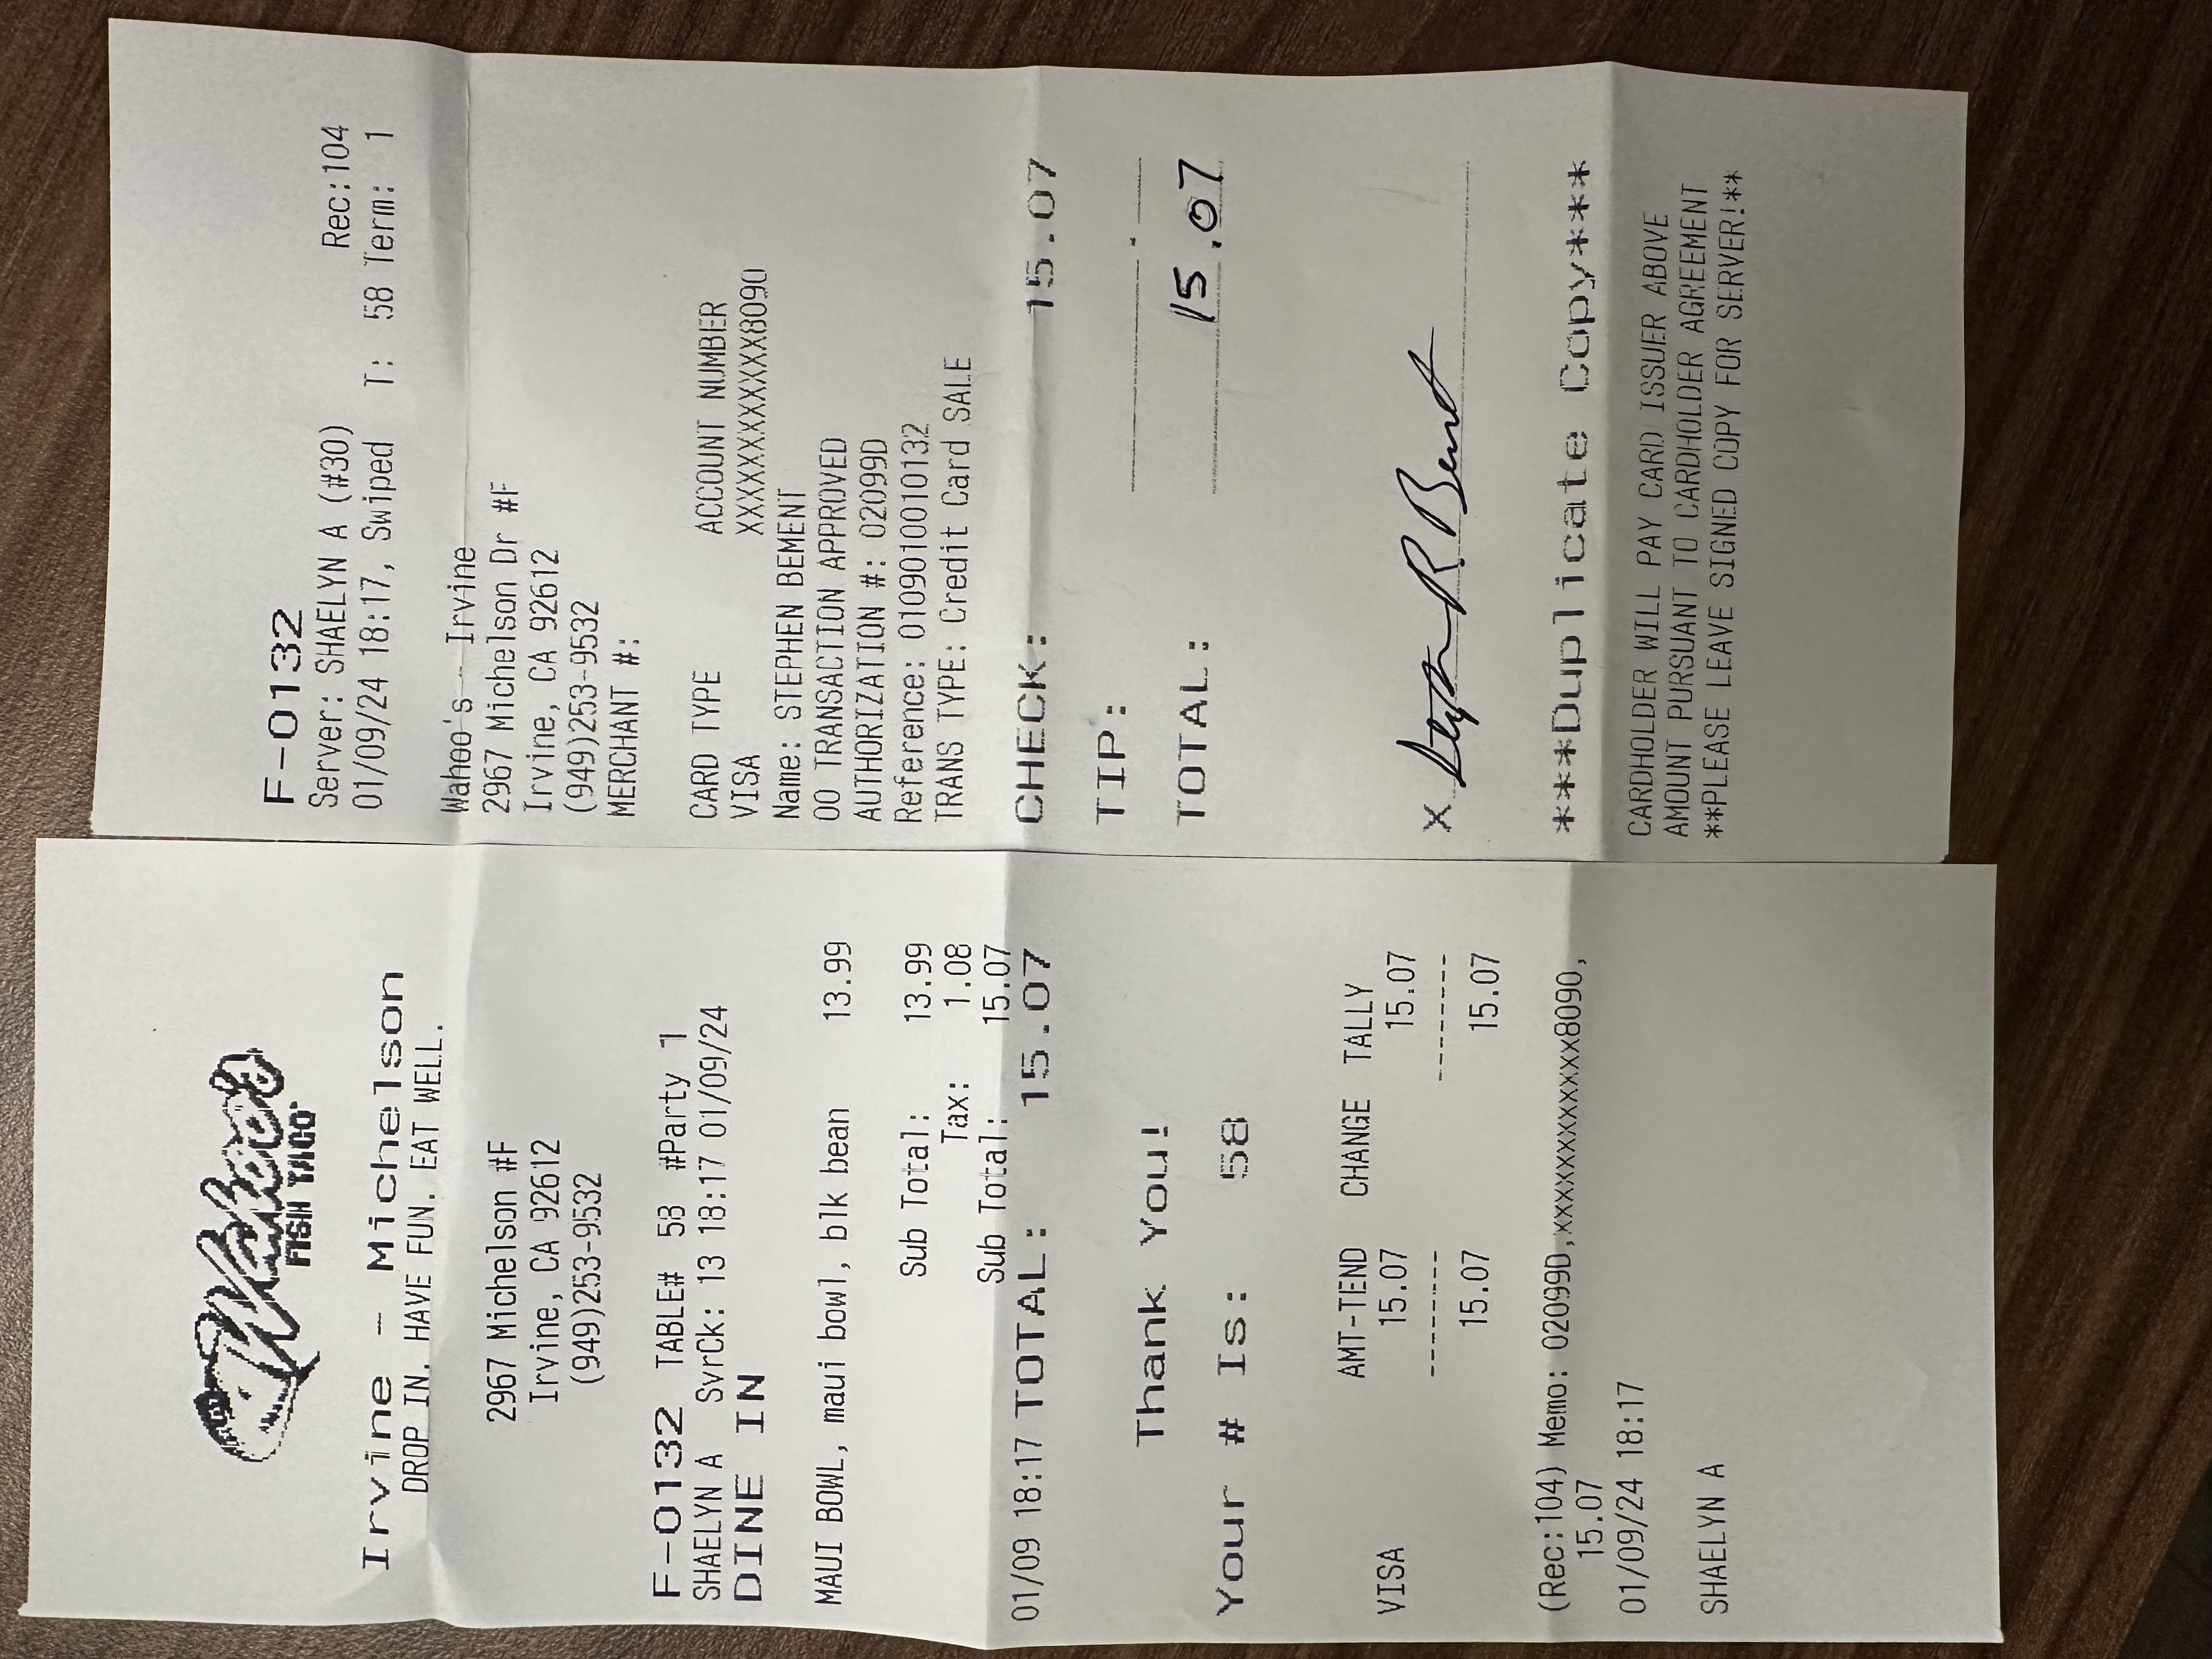 Wahoo's
FISH TACO
Irvine - Michelson
DROP IN. HAVE FUN. EAT WELL.
2967 Michelson #F
Irvine, CA 92612
(949)253-9532
F-0132 TABLE# 58 #Party 1
SHAELYN A SvrCk: 13 18:17 01/09/24
DINE IN
MAUI BOWL, maui bowl, blk bean 13.99
Sub Total: 13.99
Tax: 1.08
Sub Total: 15.07
01/09 18:17 TOTAL: 15.07
Thank You!
Your # Is: 58
AMT-TEND CHANGE TALLY
VISA 15.07 15.07
-------- --------
15.07 15.07
(Rec:104) Memo: 02099D,xxxxxxxxxxxx8090,
15.07
01/09/24 18:17
SHAELYN A
F-0132
Server: SHAELYN A (#30) Rec:104
01/09/24 18:17, Swiped T: 58 Term: 1
Wahoo's - Irvine
2967 Michelson Dr #F
Irvine, CA 92612
(949)253-9532
MERCHANT #:
CARD TYPE ACCOUNT NUMBER
VISA XXXXXXXXXXXX8090
Name: STEPHEN BEMENT
00 TRANSACTION APPROVED
AUTHORIZATION #: 02099D
Reference: 0109010010132
TRANS TYPE: Credit Card SALE
CHECK: 15.07
TIP: ______.__
TOTAL: 15.07
X Stephen R. Bement
***Duplicate Copy***
CARDHOLDER WILL PAY CARD ISSUER ABOVE
AMOUNT PURSUANT TO CARDHOLDER AGREEMENT
**PLEASE LEAVE SIGNED COPY FOR SERVER!**